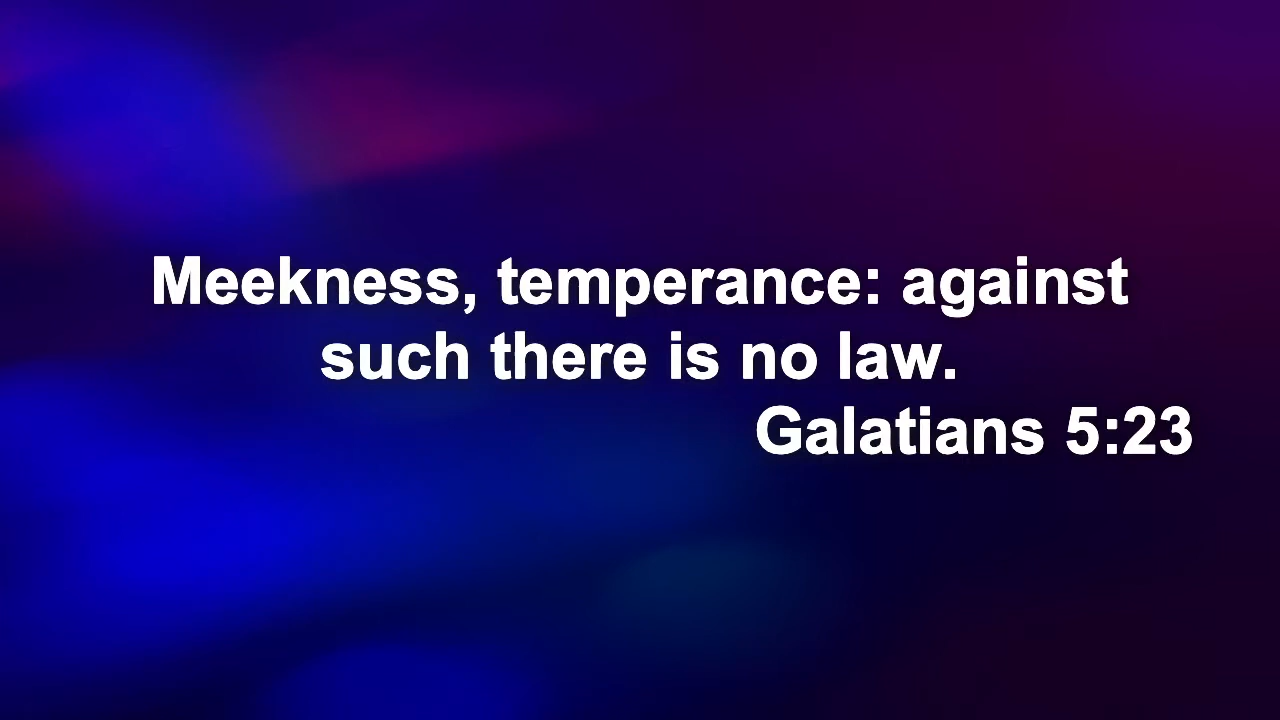 Meekness, temperance: against
such there is no law.
Galatians 5:23